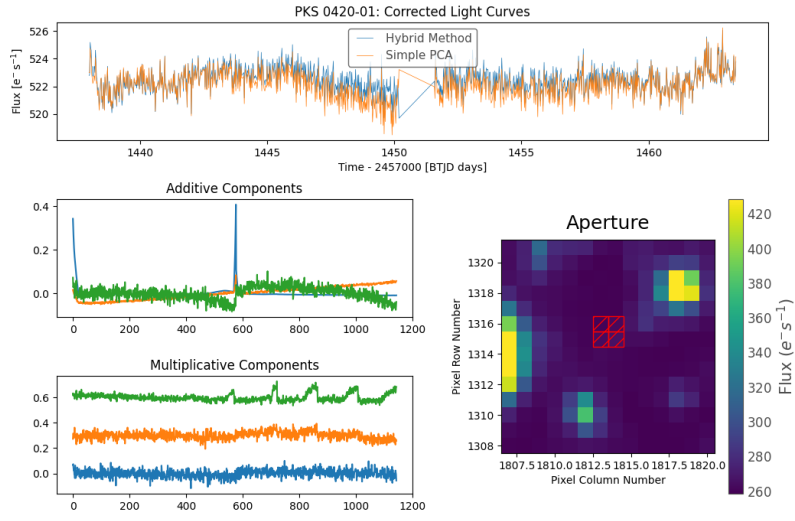 PKS 0420-01: Corrected Light Curves
Flux [e⁻ s⁻¹]
526
524
522
520
Hybrid Method
Simple PCA
1440 1445 1450 1455 1460
Time - 2457000 [BTJD days]
Additive Components
0.4
0.2
0.0
0 200 400 600 800 1000 1200
Multiplicative Components
0.6
0.4
0.2
0.0
0 200 400 600 800 1000 1200
Aperture
Pixel Row Number
1320
1318
1316
1314
1312
1310
1308
1807.5 1810.0 1812.5 1815.0 1817.5 1820.0
Pixel Column Number
420
400
380
360
340
320
300
280
260
Flux (e⁻s⁻¹)